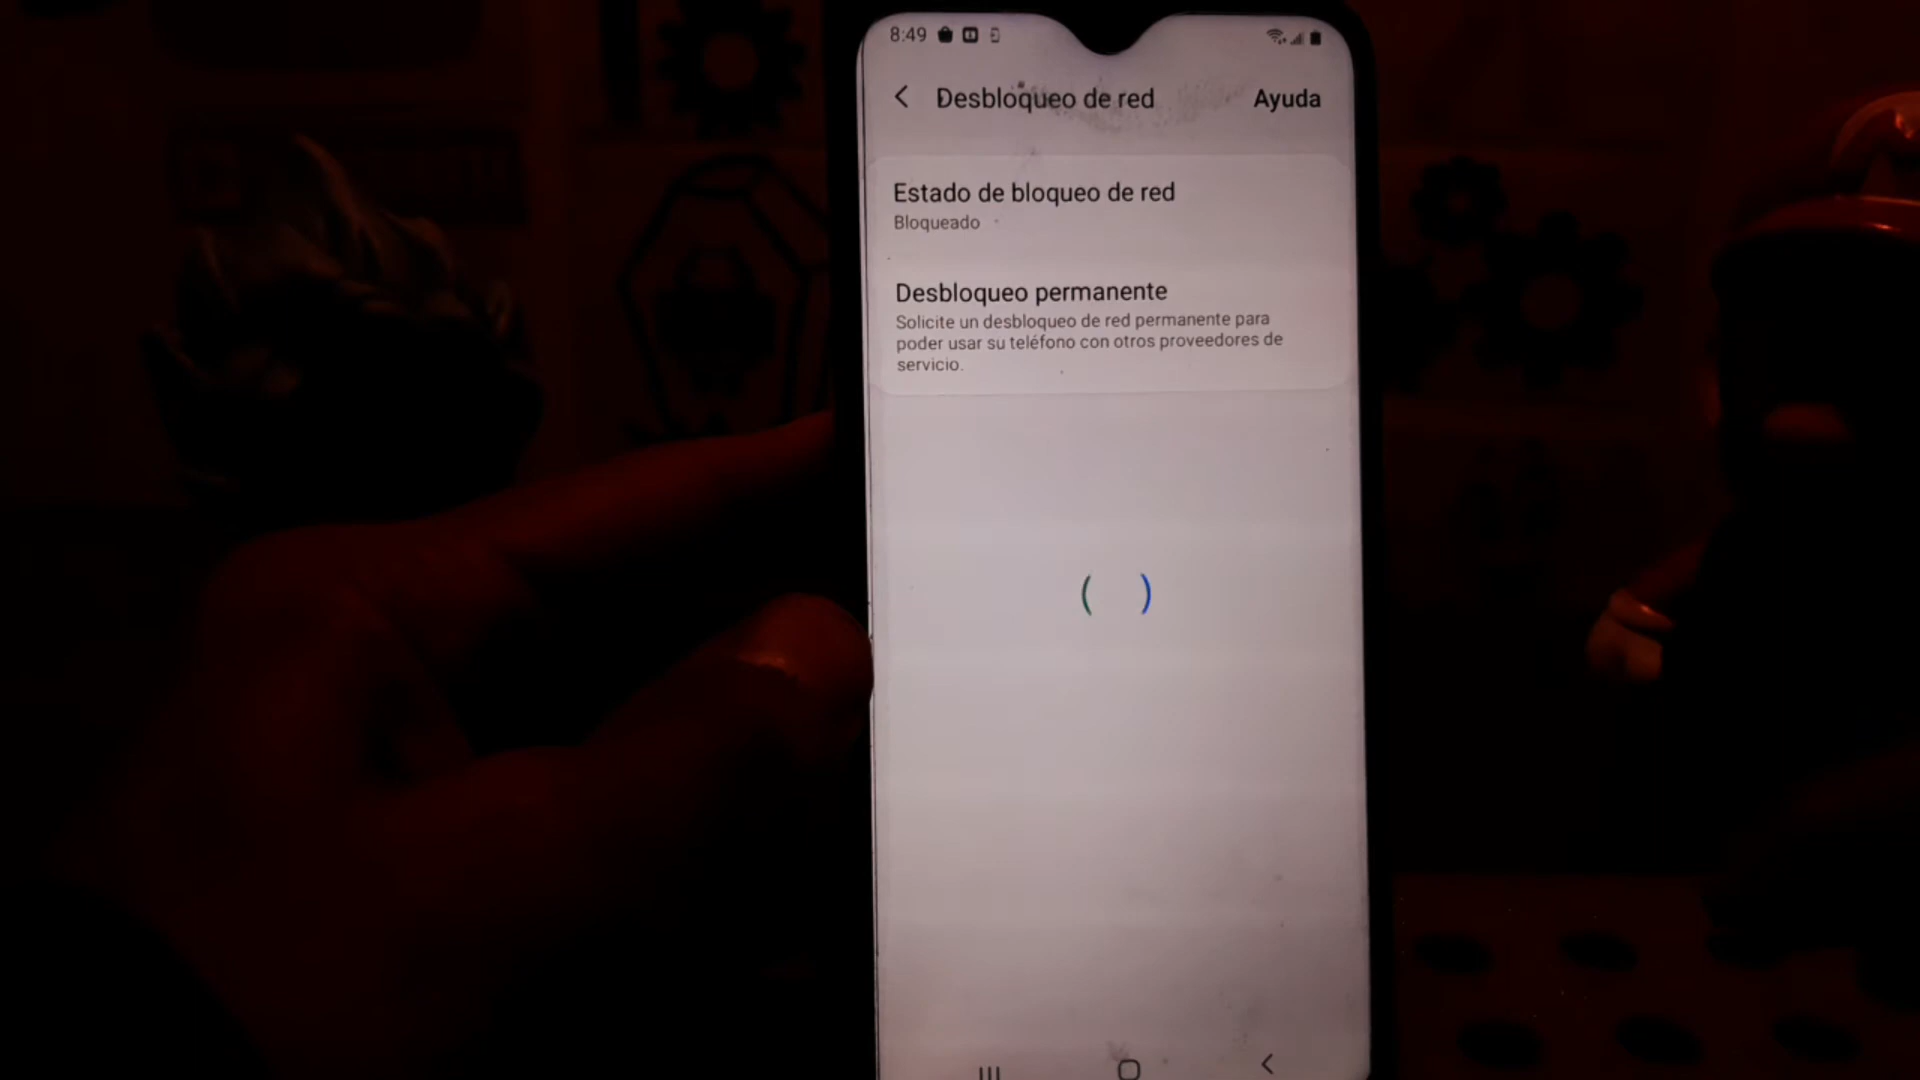 8:49
Desbloqueo de red
Ayuda
Estado de bloqueo de red
Bloqueado
Desbloqueo permanente
Solicite un desbloqueo de red permanente para
poder usar su teléfono con otros proveedores de
servicio.